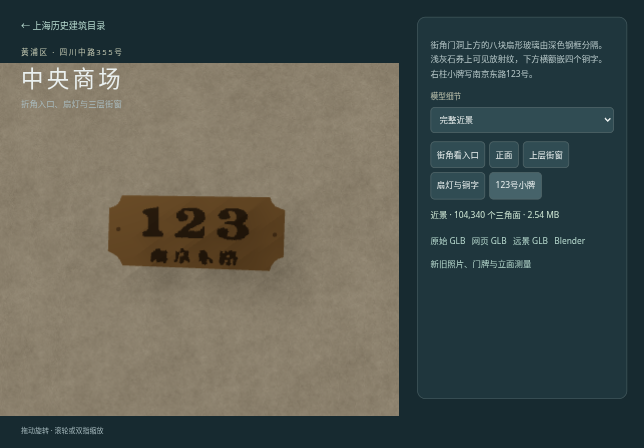 ← 上海历史建筑目录
黄浦区 · 四川中路355号
中央商场
街角入口、扇灯与三层街窗
123
南京东路
拖动旋转 · 滚轮或双指缩放
街角门洞上方的八块扇形玻璃由深色钢框分隔。
浅灰石券上可见放射纹，下方横额嵌四个铜字。
右柱小牌写南京东路123号。
模型细节
完整近景
街角看入口
正面
上层街窗
扇灯与铜字
123号小牌
近景 · 104,340 个三角面 · 2.54 MB
原始 GLB 网页 GLB 远景 GLB Blender
新旧照片、门牌与立面测量